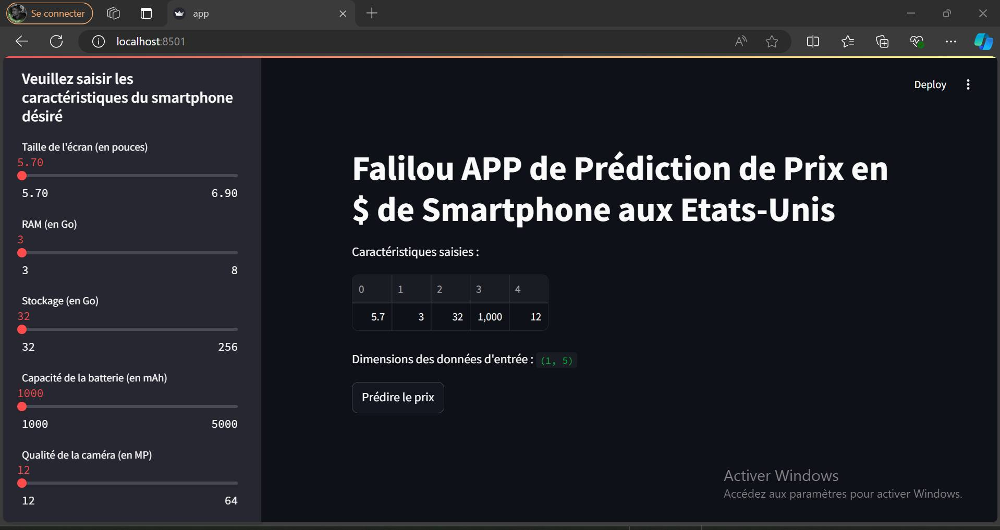 Se connecter
app
localhost:8501
Veuillez saisir les
caractéristiques du smartphone
désiré
Taille de l'écran (en pouces)
5.70
5.70 6.90
RAM (en Go)
3
3 8
Stockage (en Go)
32
32 256
Capacité de la batterie (en mAh)
1000
1000 5000
Qualité de la caméra (en MP)
12
12 64
Deploy
Falilou APP de Prédiction de Prix en
$ de Smartphone aux Etats-Unis
Caractéristiques saisies :
0 1 2 3 4
5.7 3 32 1,000 12
Dimensions des données d'entrée : (1, 5)
Prédire le prix
Activer Windows
Accédez aux paramètres pour activer Windows.